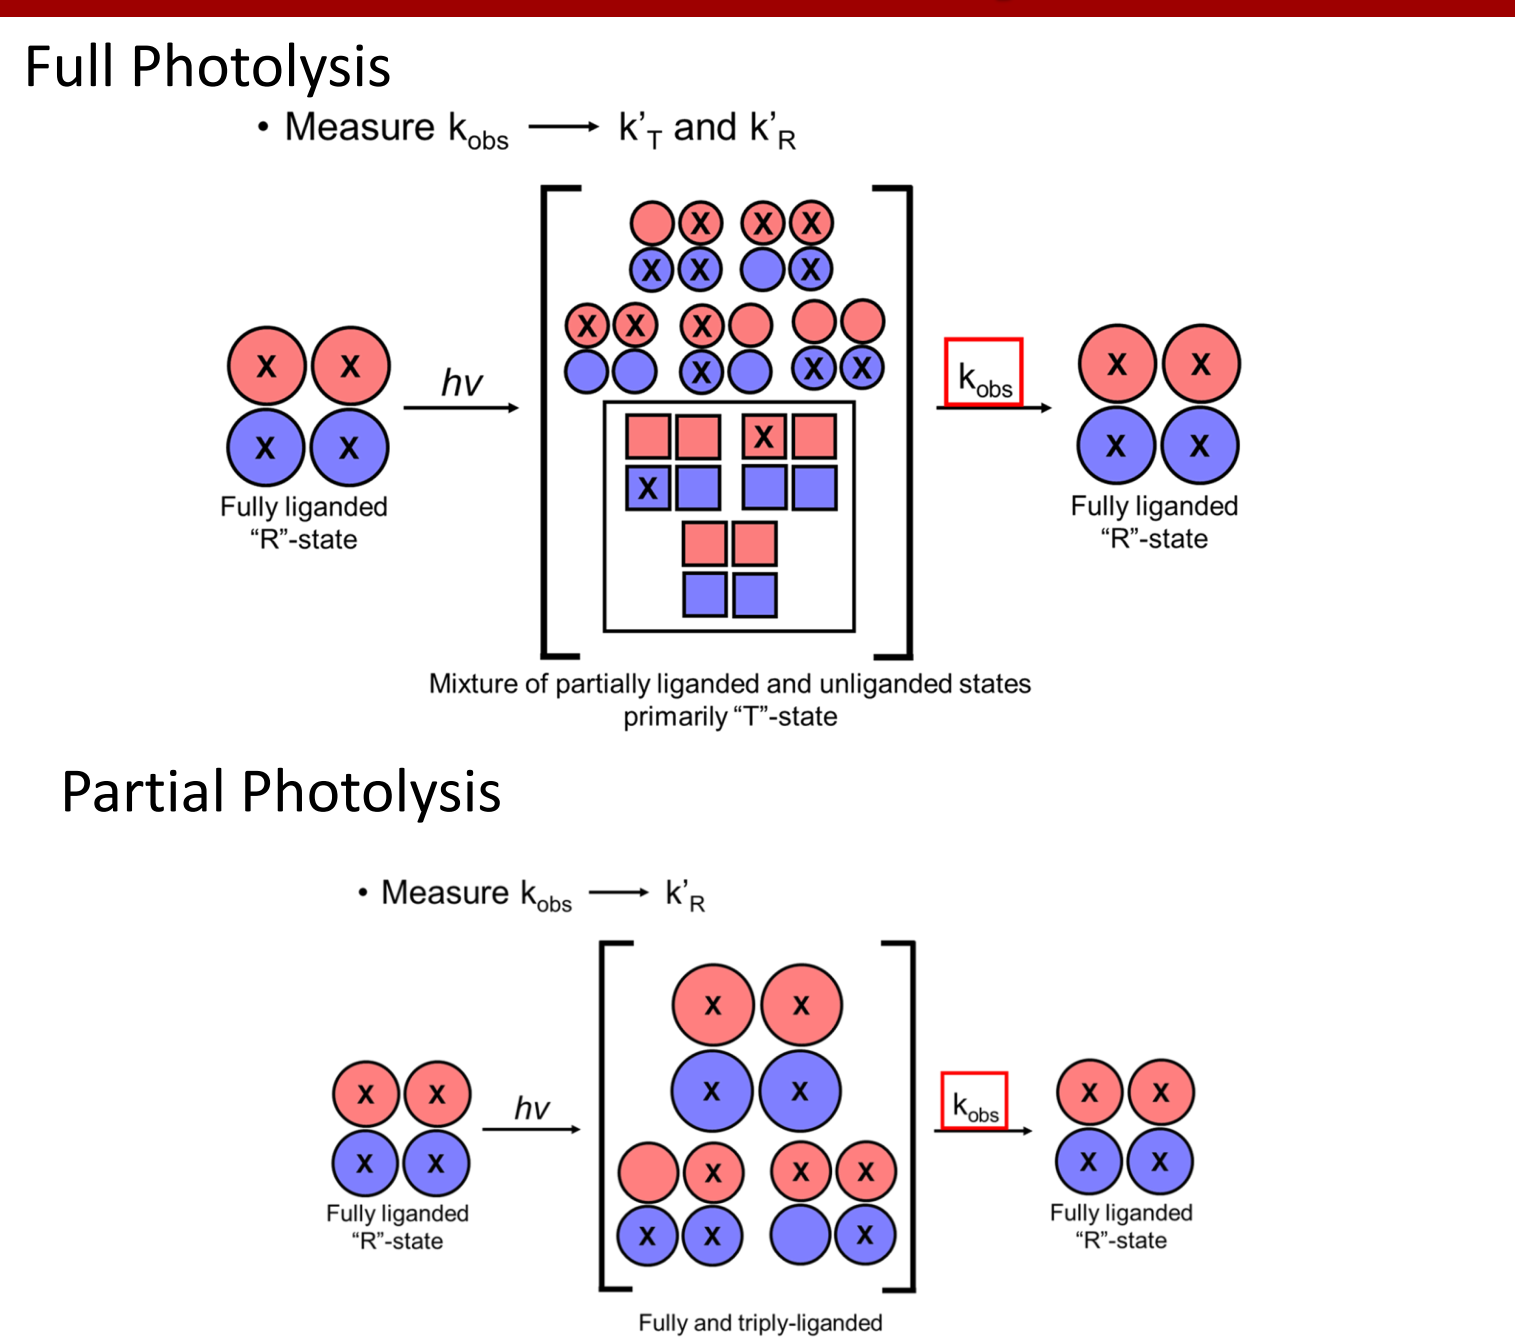 Full Photolysis
• Measure kobs ⟶ k’T and k’R
X X X
X X X
X X X
X X X
X X
X X
hv
kobs
X X
X X
X
X
Fully liganded
“R”-state
Fully liganded
“R”-state
Mixture of partially liganded and unliganded states
primarily “T”-state
Partial Photolysis
• Measure kobs ⟶ k’R
X X
X X
X X
X X
hv
kobs
X X
X X
X X X
X X X
Fully liganded
“R”-state
Fully liganded
“R”-state
Fully and triply-liganded